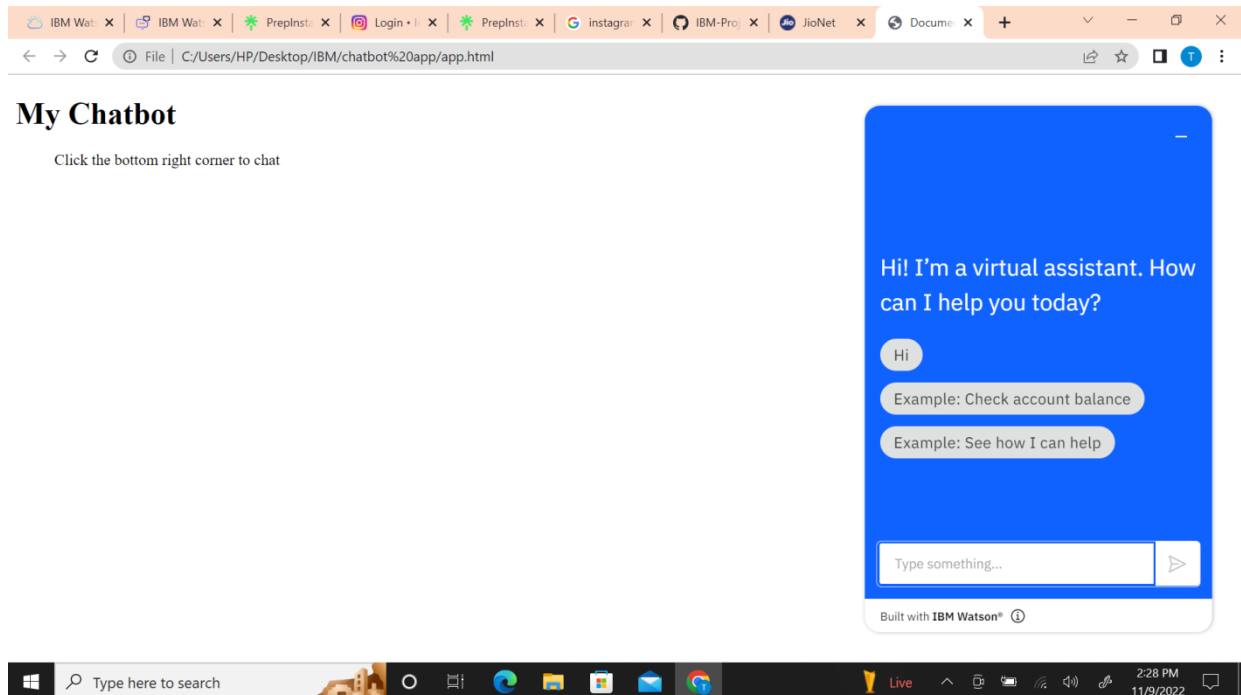 IBM Wat
IBM Wat
PrepInsta
Login • I
PrepInst
instagran
IBM-Proj
Jio
JioNet
Docume
File | C:/Users/HP/Desktop/IBM/chatbot%20app/app.html
T
My Chatbot
Click the bottom right corner to chat
Hi! I’m a virtual assistant. How
can I help you today?
Hi
Example: Check account balance
Example: See how I can help
Type something...
Built with IBM Watson®
Type here to search
Live
2:28 PM
11/9/2022